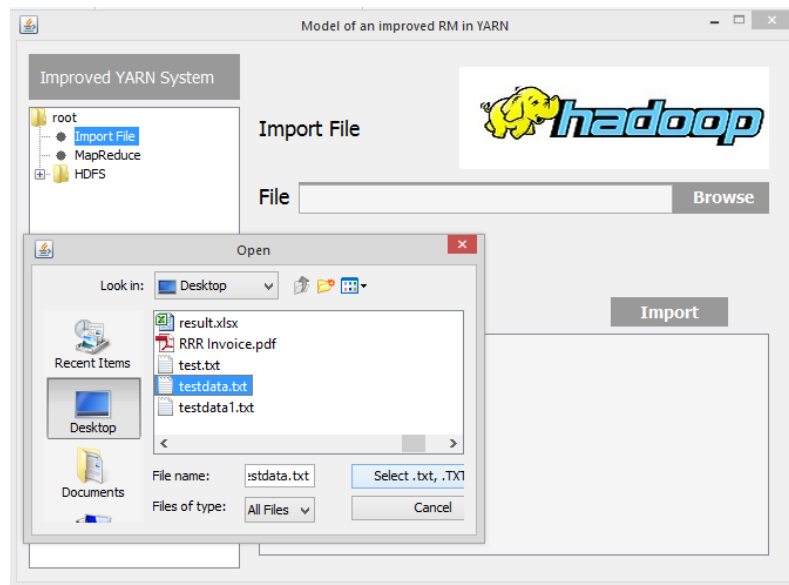 Model of an improved RM in YARN
Improved YARN System
root
Import File
MapReduce
HDFS
Import File
hadoop
File
Browse
Open
Look in:
Desktop
Recent Items
Desktop
Documents
result.xlsx
RRR Invoice.pdf
test.txt
testdata.txt
testdata1.txt
File name:
stdata.txt
Select .txt, .TXT
Files of type:
All Files
Cancel
Import